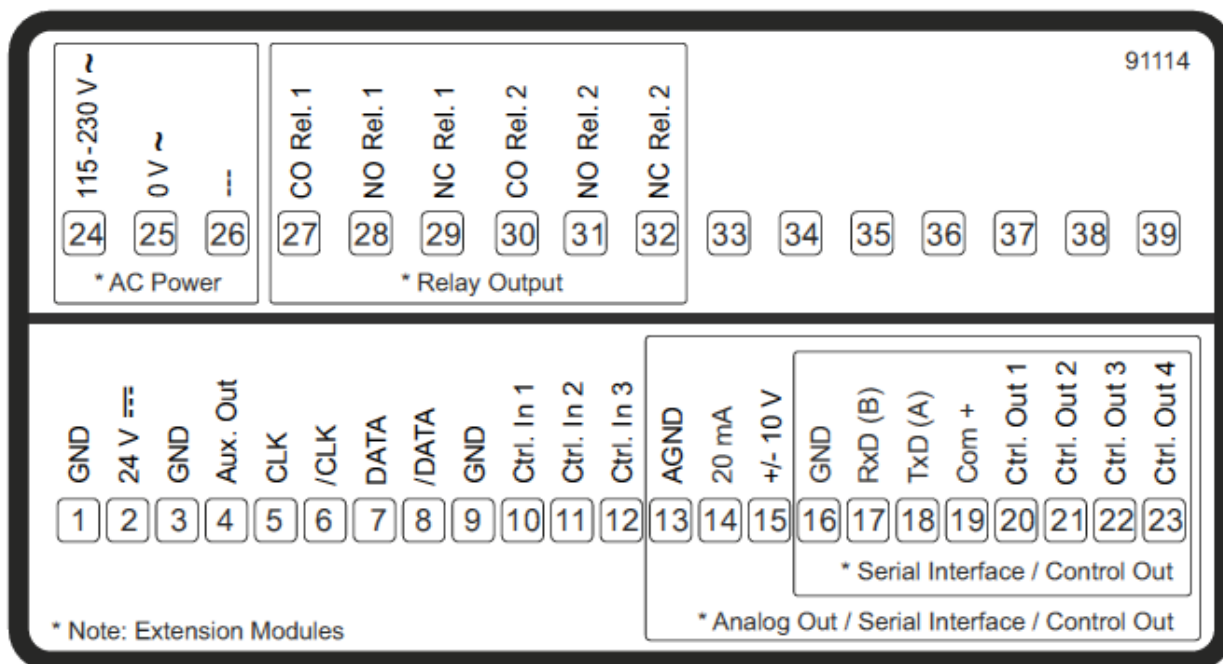 91114
115-230 V ~
0 V ~
---
CO Rel. 1
NO Rel. 1
NC Rel. 1
CO Rel. 2
NO Rel. 2
NC Rel. 2
24 25 26 27 28 29 30 31 32 33 34 35 36 37 38 39
* AC Power
* Relay Output
GND
24 V ⎓
GND
Aux. Out
CLK
/CLK
DATA
/DATA
GND
Ctrl. In 1
Ctrl. In 2
Ctrl. In 3
AGND
20 mA
+/- 10 V
GND
RxD (B)
TxD (A)
Com +
Ctrl. Out 1
Ctrl. Out 2
Ctrl. Out 3
Ctrl. Out 4
1 2 3 4 5 6 7 8 9 10 11 12 13 14 15 16 17 18 19 20 21 22 23
* Serial Interface / Control Out
* Analog Out / Serial Interface / Control Out
* Note: Extension Modules